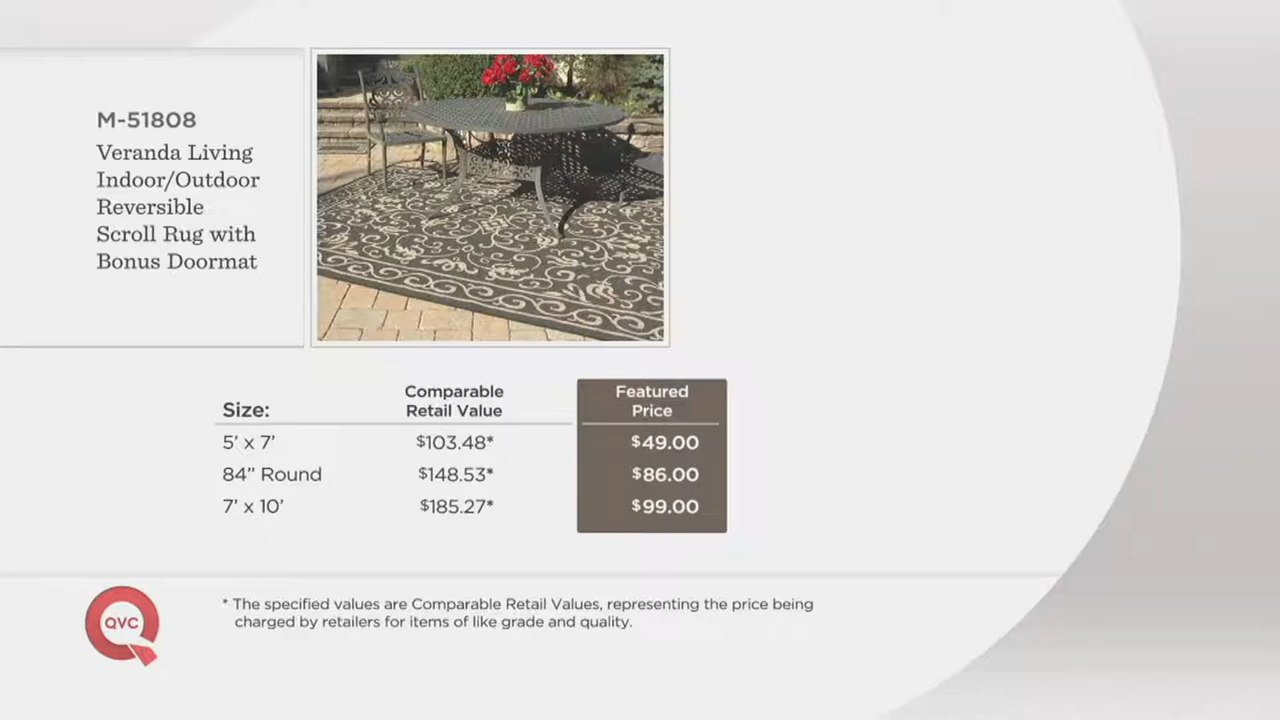 M-51808
Veranda Living
Indoor/Outdoor
Reversible
Scroll Rug with
Bonus Doormat
Comparable Featured
Size: Retail Value Price
5’ x 7’ $103.48* $49.00
84” Round $148.53* $86.00
7’ x 10’ $185.27* $99.00
QVC
* The specified values are Comparable Retail Values, representing the price being
charged by retailers for items of like grade and quality.